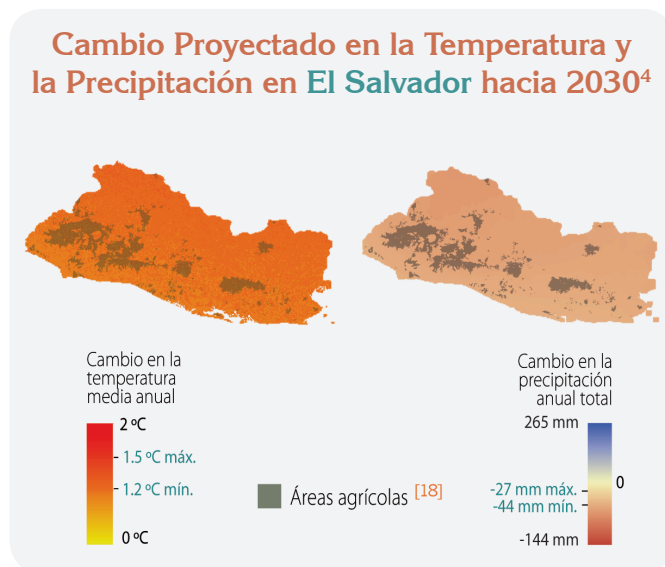 Cambio Proyectado en la Temperatura y
la Precipitación en El Salvador hacia 2030⁴
Cambio en la
temperatura
media anual
2 ºC
1.5 ºC máx.
1.2 ºC mín.
0 ºC
Áreas agrícolas [18]
Cambio en la
precipitación
anual total
265 mm
0
-27 mm máx.
-44 mm mín.
-144 mm